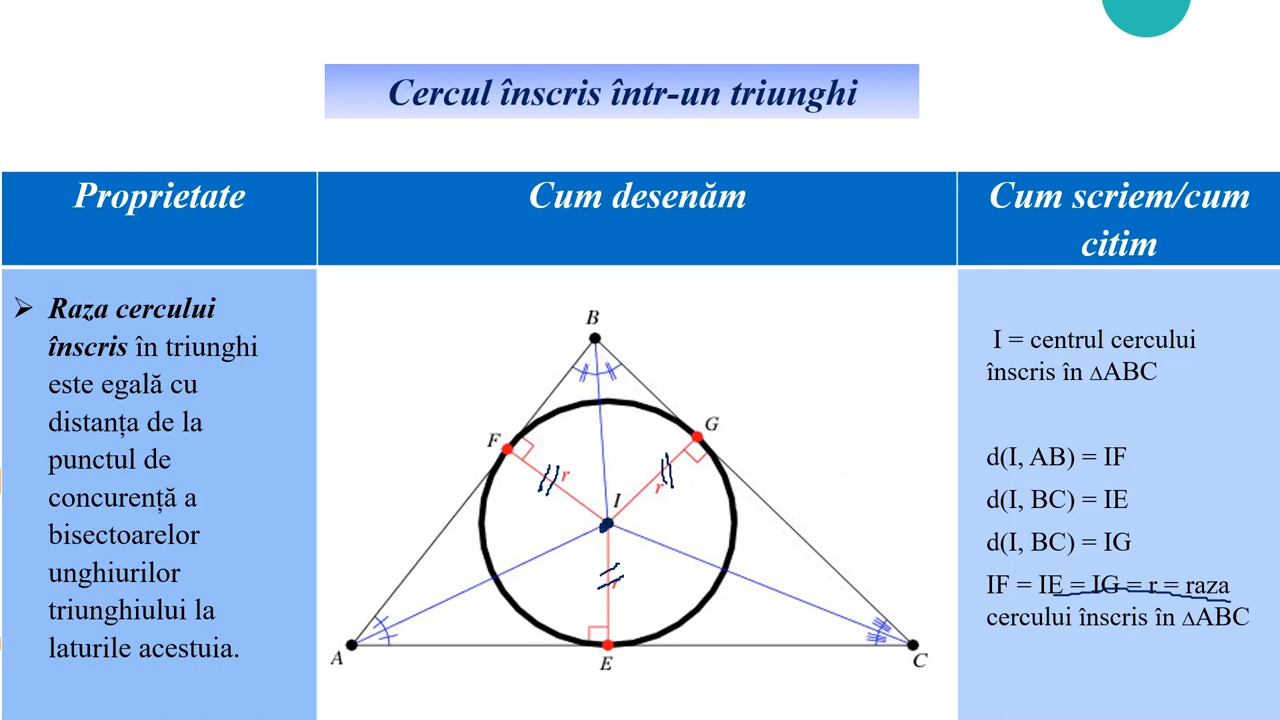 Cercul înscris într-un triunghi
Proprietate
Cum desenăm
Cum scriem/cum
citim
➢ Raza cercului
înscris în triunghi
este egală cu
distanța de la
punctul de
concurență a
bisectoarelor
unghiurilor
triunghiului la
laturile acestuia.
B
F
G
r
r
I
r
A
E
C
I = centrul cercului
înscris în ∆ABC
d(I, AB) = IF
d(I, BC) = IE
d(I, BC) = IG
IF = IE = IG = r = raza
cercului înscris în ∆ABC